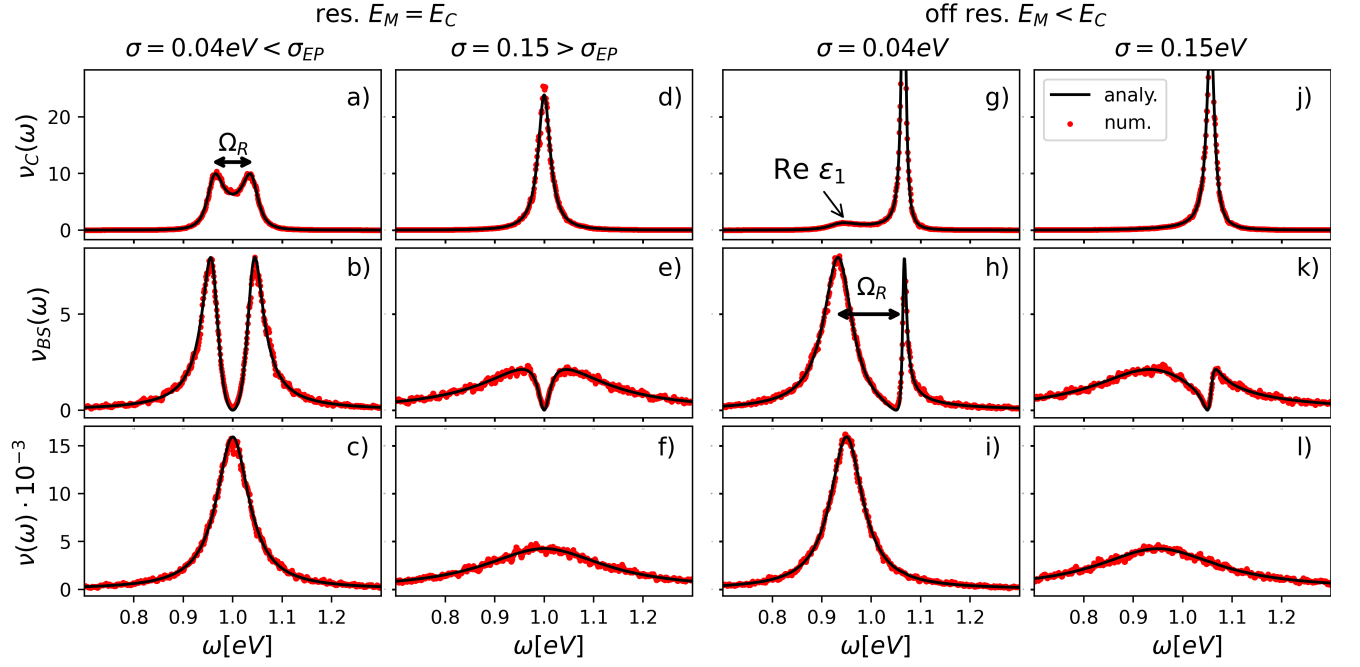 res. E_M = E_C off res. E_M < E_C
σ = 0.04eV < σ_EP σ = 0.15 > σ_EP σ = 0.04eV σ = 0.15eV
ν_C(ω) 20 10 0
a) Ω_R
d)
g) Re ε_1
j) analy. num.
ν_BS(ω) 5 0
b)
e)
h) Ω_R
k)
ν(ω) · 10^{-3} 15 10 5 0
c)
f)
i)
l)
0.8 0.9 1.0 1.1 1.2 0.8 0.9 1.0 1.1 1.2 0.8 0.9 1.0 1.1 1.2 0.8 0.9 1.0 1.1 1.2
ω[eV] ω[eV] ω[eV] ω[eV]